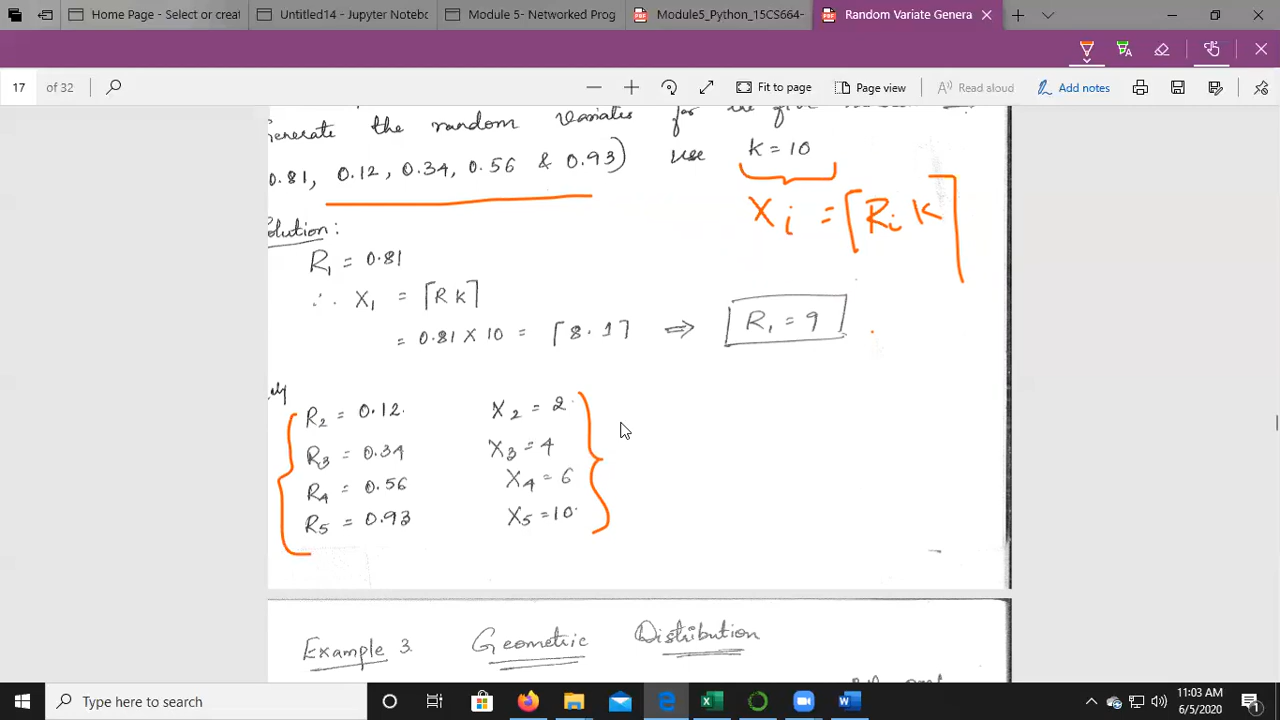 Home Page - Select or creat
Untitled14 - Jupyter Noteboo
Module 5- Networked Prog
Module5_Python_15CS664-
Random Variate Genera
17 of 32
Fit to page
Page view
Read aloud
Add notes
Generate the random variates for
0.81, 0.12, 0.34, 0.56 & 0.93) use k = 10
Xi = ⌈Ri K⌉
Solution:
R1 = 0.81
∴ X1 = ⌈R K⌉
= 0.81 X 10 = ⌈8.1⌉ ⇒ R1 = 9
R2 = 0.12 X2 = 2
R3 = 0.34 X3 = 4
R4 = 0.56 X4 = 6
R5 = 0.93 X5 = 10
Example 3. Geometric Distribution
Type here to search
11:03 AM
6/5/2020